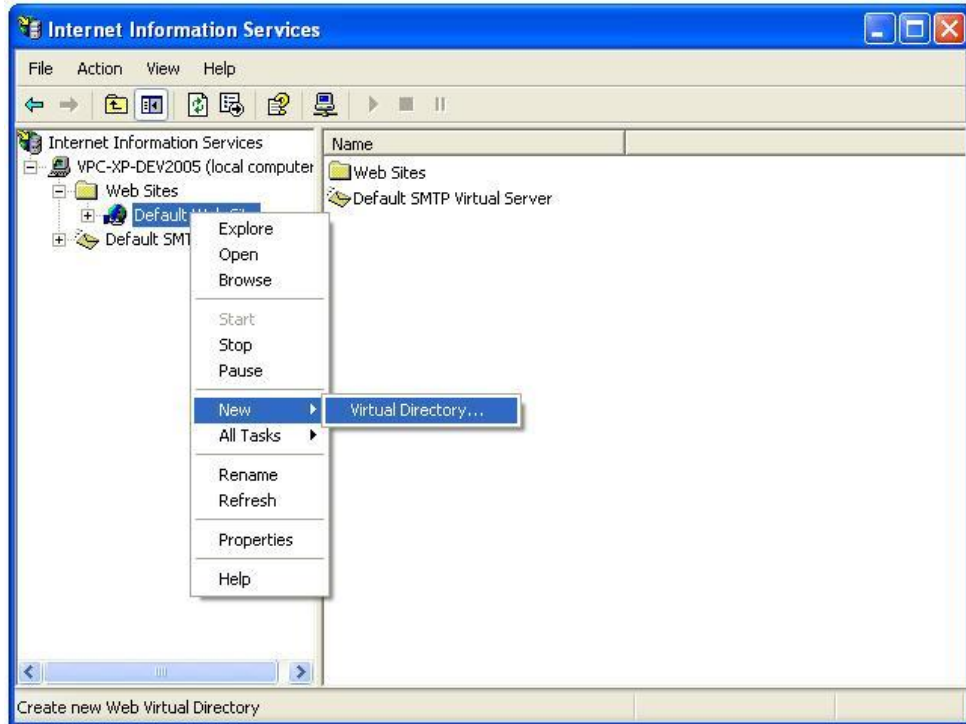 Internet Information Services
File Action View Help
Internet Information Services
Name
VPC-XP-DEV2005 (local computer
Web Sites
Web Sites
Default SMTP Virtual Server
Default
Default SMT
Explore
Open
Browse
Start
Stop
Pause
New
Virtual Directory...
All Tasks
Rename
Refresh
Properties
Help
Create new Web Virtual Directory